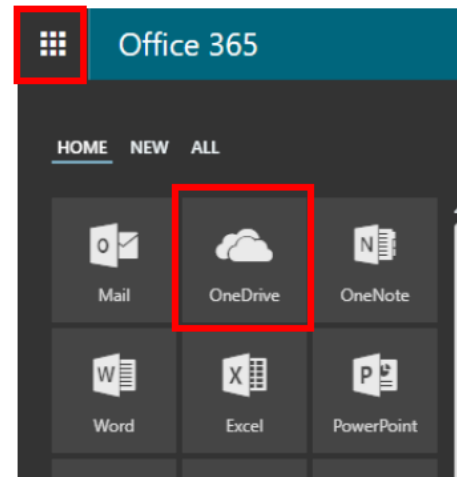 Office 365
HOME NEW ALL
O
N
Mail OneDrive OneNote
W X P
Word Excel PowerPoint